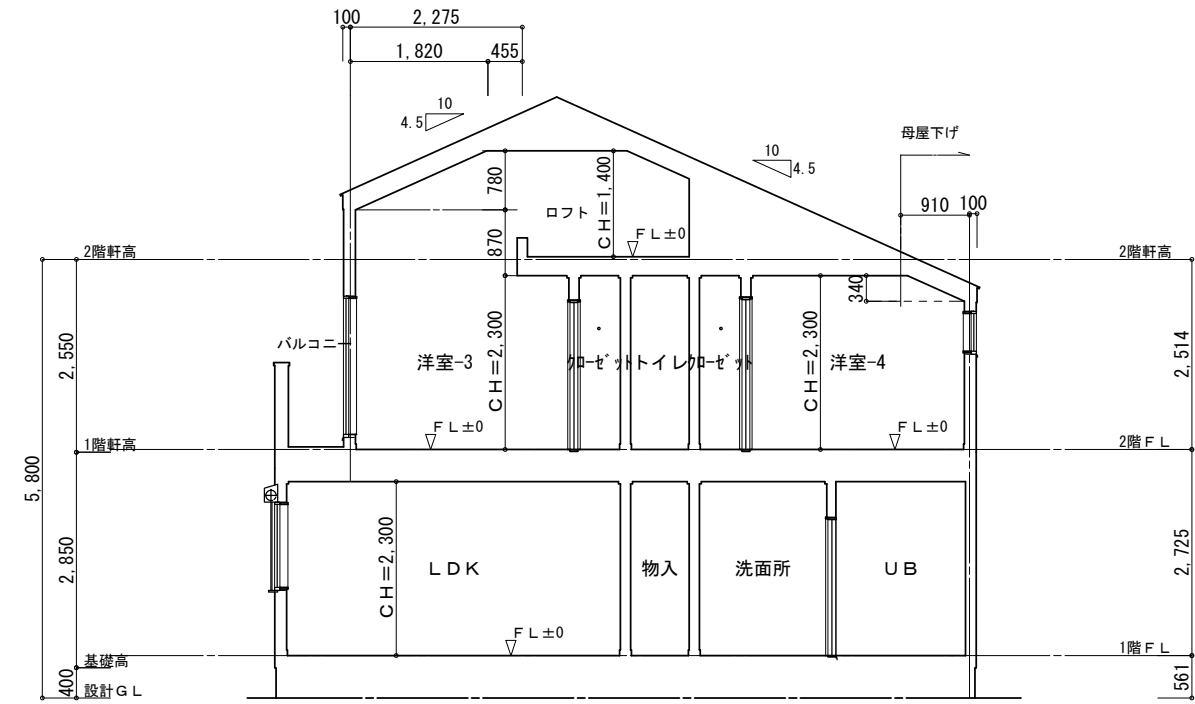 100 2,275
1,820 455
10
4.5
母屋下げ
10
4.5
780
CH=1,400
910 100
ロフト
870
FL±0
2階軒高
2階軒高
340
2,550
バルコニー
洋室-3
CH=2,300
クローゼット
トイレ
クローゼット
CH=2,300
洋室-4
2,514
FL±0
FL±0
1階軒高
2階FL
5,800
2,850
CH=2,300
LDK
物入
洗面所
UB
2,725
FL±0
基礎高
1階FL
400
設計GL
561